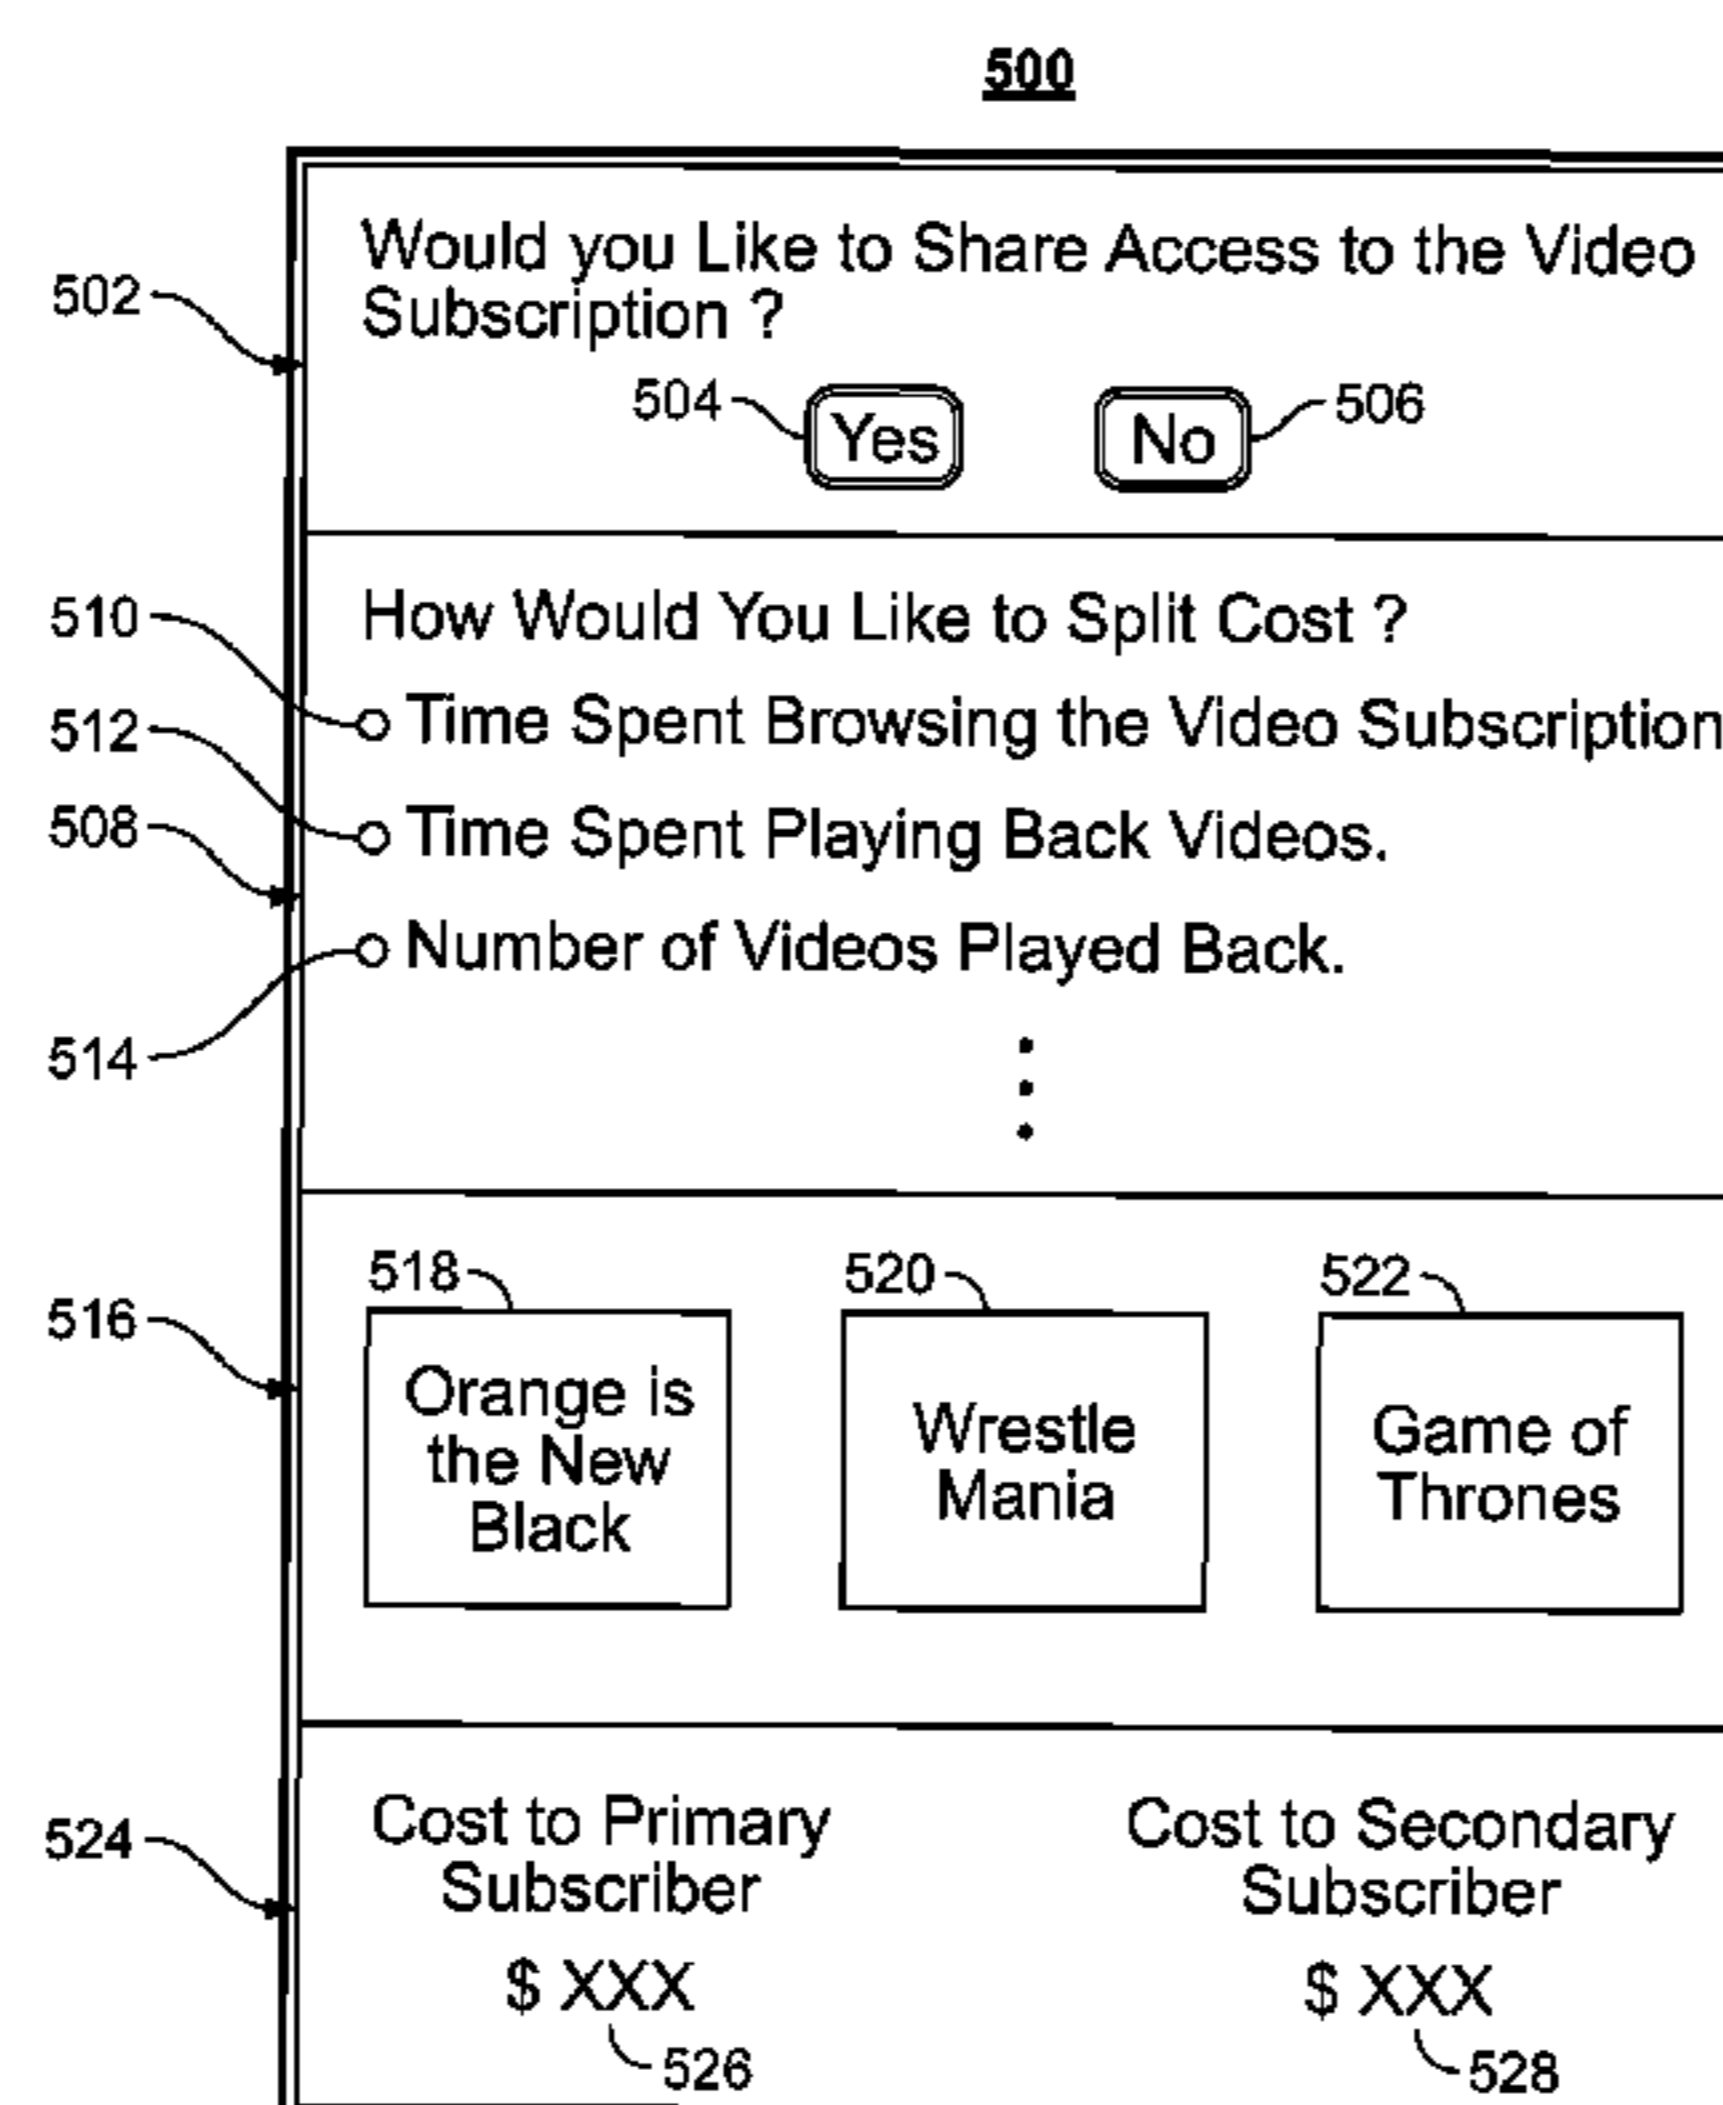 500
Would you Like to Share Access to the Video
Subscription ?
502
504
Yes
No
506
How Would You Like to Split Cost ?
510
Time Spent Browsing the Video Subscription
512
Time Spent Playing Back Videos.
508
Number of Videos Played Back.
514
518
520
522
516
Orange is
the New
Black
Wrestle
Mania
Game of
Thrones
524
Cost to Primary
Subscriber
$ XXX
526
Cost to Secondary
Subscriber
$ XXX
528